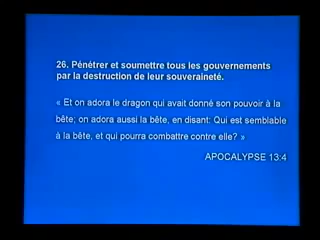 26. Pénétrer et soumettre tous les gouvernements
par la destruction de leur souveraineté.
« Et on adora le dragon qui avait donné son pouvoir à la
bête; on adora aussi la bête, en disant: Qui est semblable
à la bête, et qui pourra combattre contre elle? »
APOCALYPSE 13:4